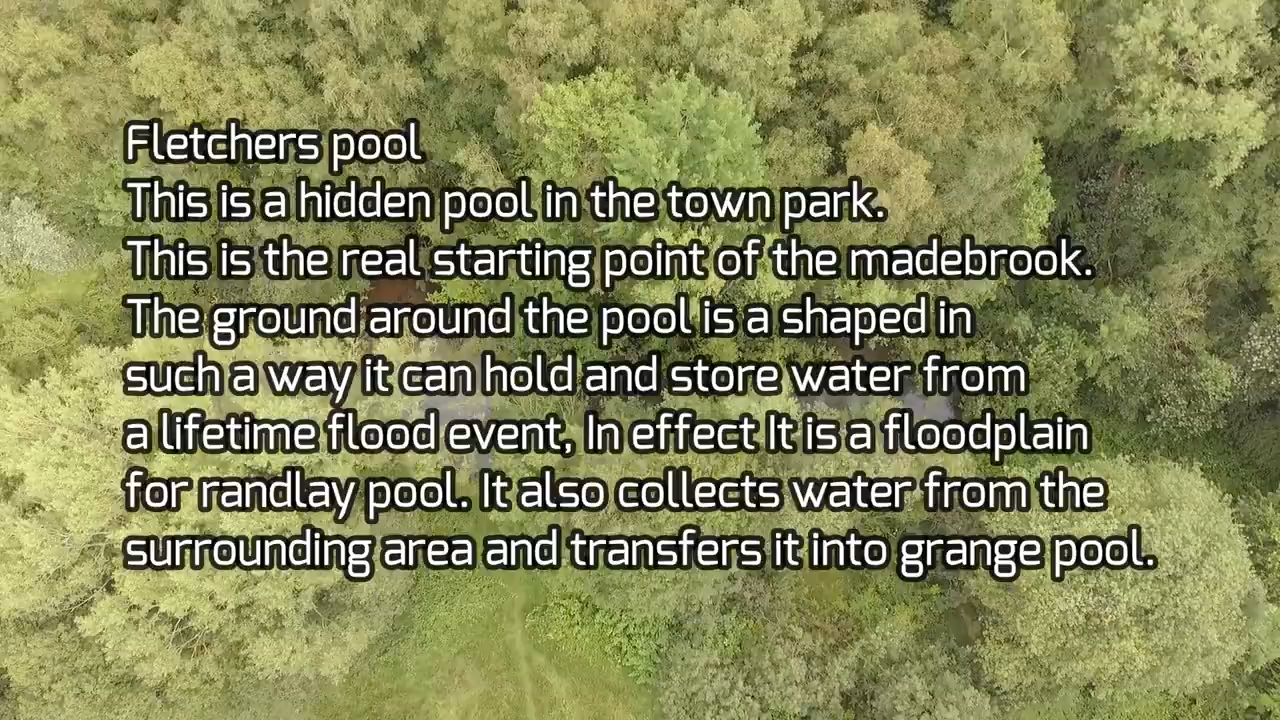 Fletchers pool
This is a hidden pool in the town park.
This is the real starting point of the madebrook.
The ground around the pool is a shaped in
such a way it can hold and store water from
a lifetime flood event, In effect It is a floodplain
for randlay pool. It also collects water from the
surrounding area and transfers it into grange pool.